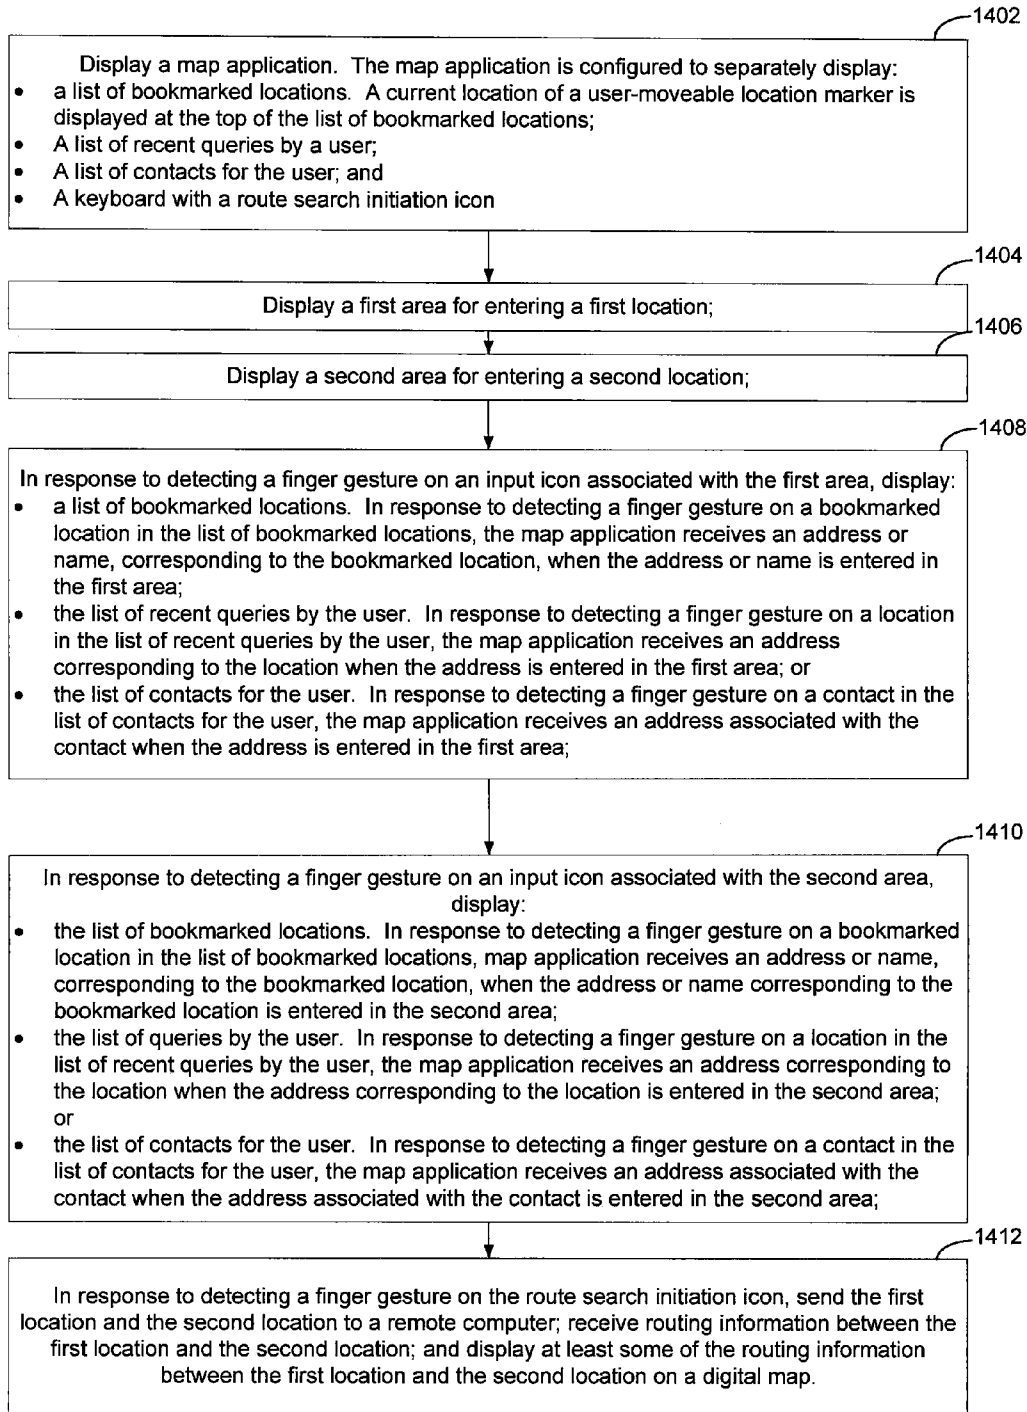 1402
Display a map application. The map application is configured to separately display:
• a list of bookmarked locations. A current location of a user-moveable location marker is
displayed at the top of the list of bookmarked locations;
• A list of recent queries by a user;
• A list of contacts for the user; and
• A keyboard with a route search initiation icon
1404
Display a first area for entering a first location;
1406
Display a second area for entering a second location;
1408
In response to detecting a finger gesture on an input icon associated with the first area, display:
• a list of bookmarked locations. In response to detecting a finger gesture on a bookmarked
location in the list of bookmarked locations, the map application receives an address or
name, corresponding to the bookmarked location, when the address or name is entered in
the first area;
• the list of recent queries by the user. In response to detecting a finger gesture on a location
in the list of recent queries by the user, the map application receives an address
corresponding to the location when the address is entered in the first area; or
• the list of contacts for the user. In response to detecting a finger gesture on a contact in the
list of contacts for the user, the map application receives an address associated with the
contact when the address is entered in the first area;
1410
In response to detecting a finger gesture on an input icon associated with the second area,
display:
• the list of bookmarked locations. In response to detecting a finger gesture on a bookmarked
location in the list of bookmarked locations, map application receives an address or name,
corresponding to the bookmarked location, when the address or name corresponding to the
bookmarked location is entered in the second area;
• the list of queries by the user. In response to detecting a finger gesture on a location in the
list of recent queries by the user, the map application receives an address corresponding to
the location when the address corresponding to the location is entered in the second area;
or
• the list of contacts for the user. In response to detecting a finger gesture on a contact in the
list of contacts for the user, the map application receives an address associated with the
contact when the address associated with the contact is entered in the second area;
1412
In response to detecting a finger gesture on the route search initiation icon, send the first
location and the second location to a remote computer; receive routing information between the
first location and the second location; and display at least some of the routing information
between the first location and the second location on a digital map.